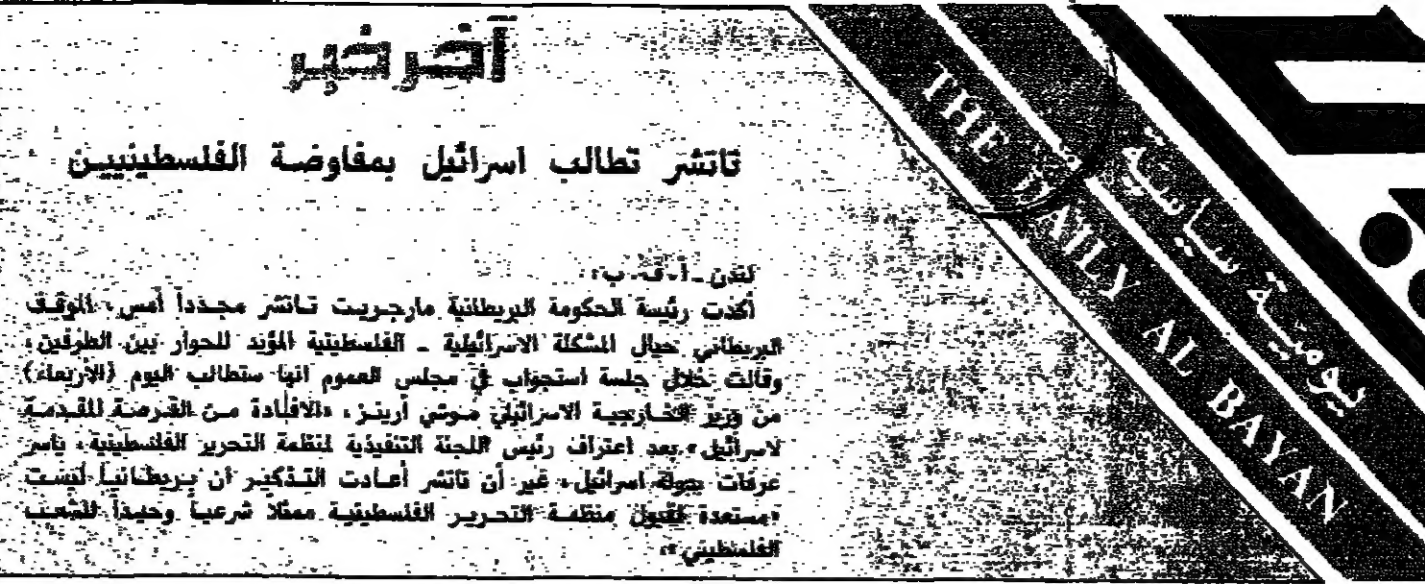 آخر خبر
تاتشر تطالب اسرائيل بمفاوضة الفلسطينيين
لندن ـ أ ـ ف ـ ب :
أكدت رئيسة الحكومة البريطانية مارجريت تاتشر مجدداً أمس، الموقف
البريطاني حيال المشكلة الاسرائيلية ـ الفلسطينية المؤيد للحوار بين الطرفين،
وقالت خلال جلسة استجواب في مجلس العموم انها ستطالب اليوم (الأربعاء)
من وزير الخارجية الاسرائيلي موشي أرينز، «الافادة من الفرصة المقدمة
لاسرائيل» بعد اعتراف رئيس اللجنة التنفيذية لمنظمة التحرير الفلسطينية، ياسر
عرفات بدولة اسرائيل، غير أن تاتشر أعادت التذكير ان بريطانيا ليست
«مستعدة لقبول منظمة التحرير الفلسطينية ممثلاً شرعياً وحيداً للشعب
الفلسطيني»،
يومية سياسية
THE DAILY AL BAYAN